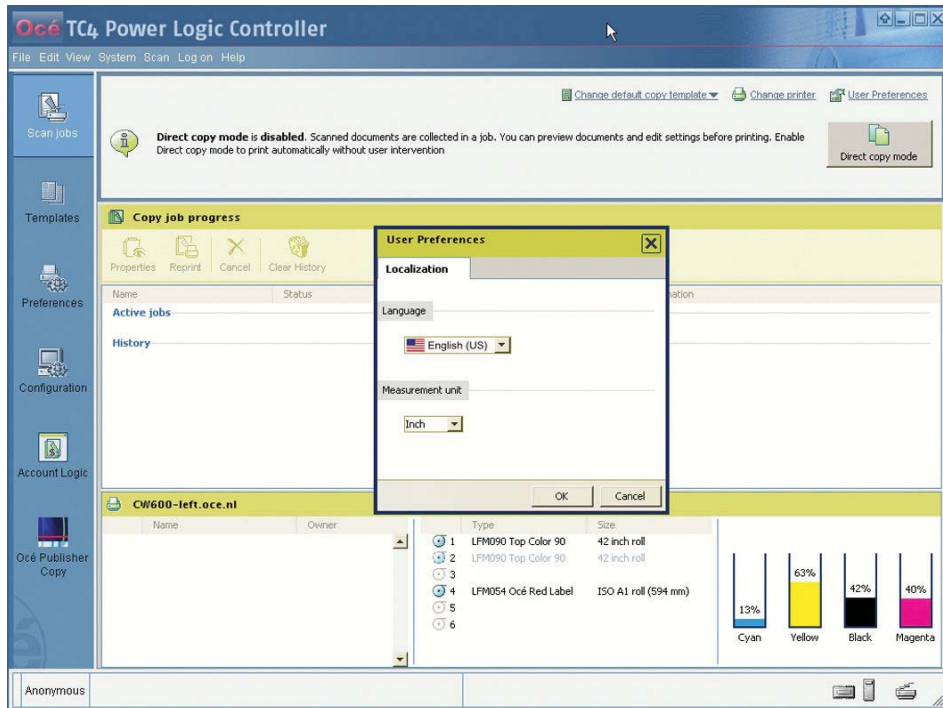 Océ TC4 Power Logic Controller
File Edit View System Scan Log on Help
Scan jobs
Templates
Preferences
Configuration
Account Logic
Océ Publisher
Copy
Change default copy template
Change printer
User Preferences
Direct copy mode is disabled. Scanned documents are collected in a job. You can preview documents and edit settings before printing. Enable
Direct copy mode to print automatically without user intervention
Direct copy mode
Copy job progress
Properties Reprint Cancel Clear History
Name Status ation
Active jobs
History
User Preferences
Localization
Language
English (US)
Measurement unit
Inch
OK Cancel
CW600-left.oce.nl
Name Owner
Type Size
1 LFM090 Top Color 90 42 inch roll
2 LFM090 Top Color 90 42 inch roll
3
4 LFM054 Océ Red Label ISO A1 roll (594 mm)
5
6
13% 63% 42% 40%
Cyan Yellow Black Magenta
Anonymous